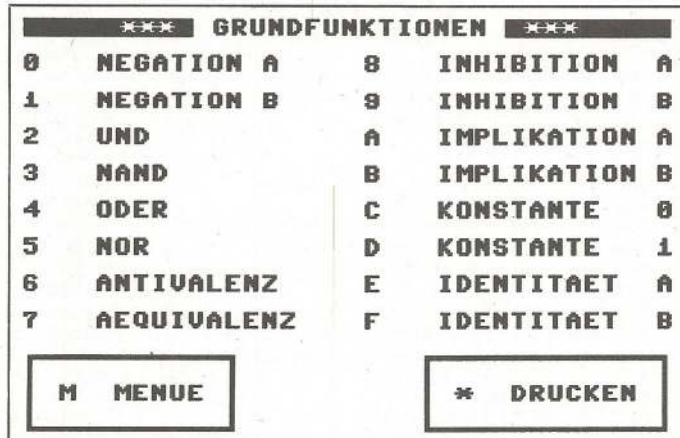 *** GRUNDFUNKTIONEN ***
0 NEGATION A 8 INHIBITION A
1 NEGATION B 9 INHIBITION B
2 UND A IMPLIKATION A
3 NAND B IMPLIKATION B
4 ODER C KONSTANTE 0
5 NOR D KONSTANTE 1
6 ANTIVALENZ E IDENTITAET A
7 AEQUIVALENZ F IDENTITAET B
M MENUE * DRUCKEN